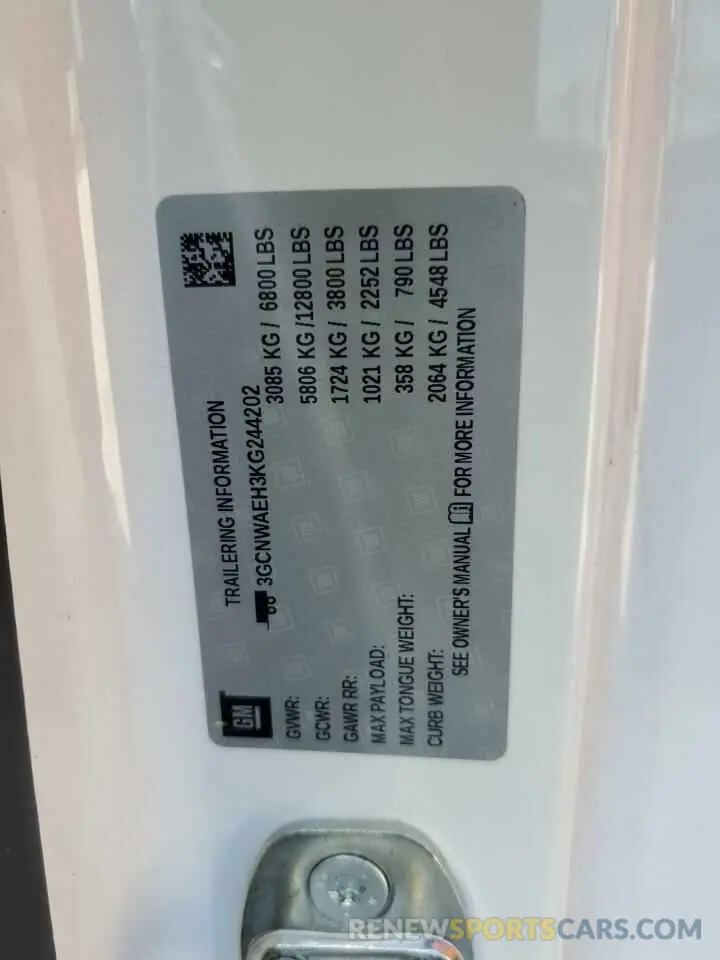 TRAILERING INFORMATION
3GCNWAEH3KG244202
GM
GVWR: 3085 KG / 6800 LBS
GCWR: 5806 KG /12800 LBS
GAWR RR: 1724 KG / 3800 LBS
MAX PAYLOAD: 1021 KG / 2252 LBS
MAX TONGUE WEIGHT: 358 KG / 790 LBS
CURB WEIGHT: 2064 KG / 4548 LBS
SEE OWNER'S MANUAL FOR MORE INFORMATION
RENEWSPORTSCARS.COM